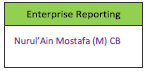 Enterprise Reporting
Nurul'Ain Mostafa (M) CB